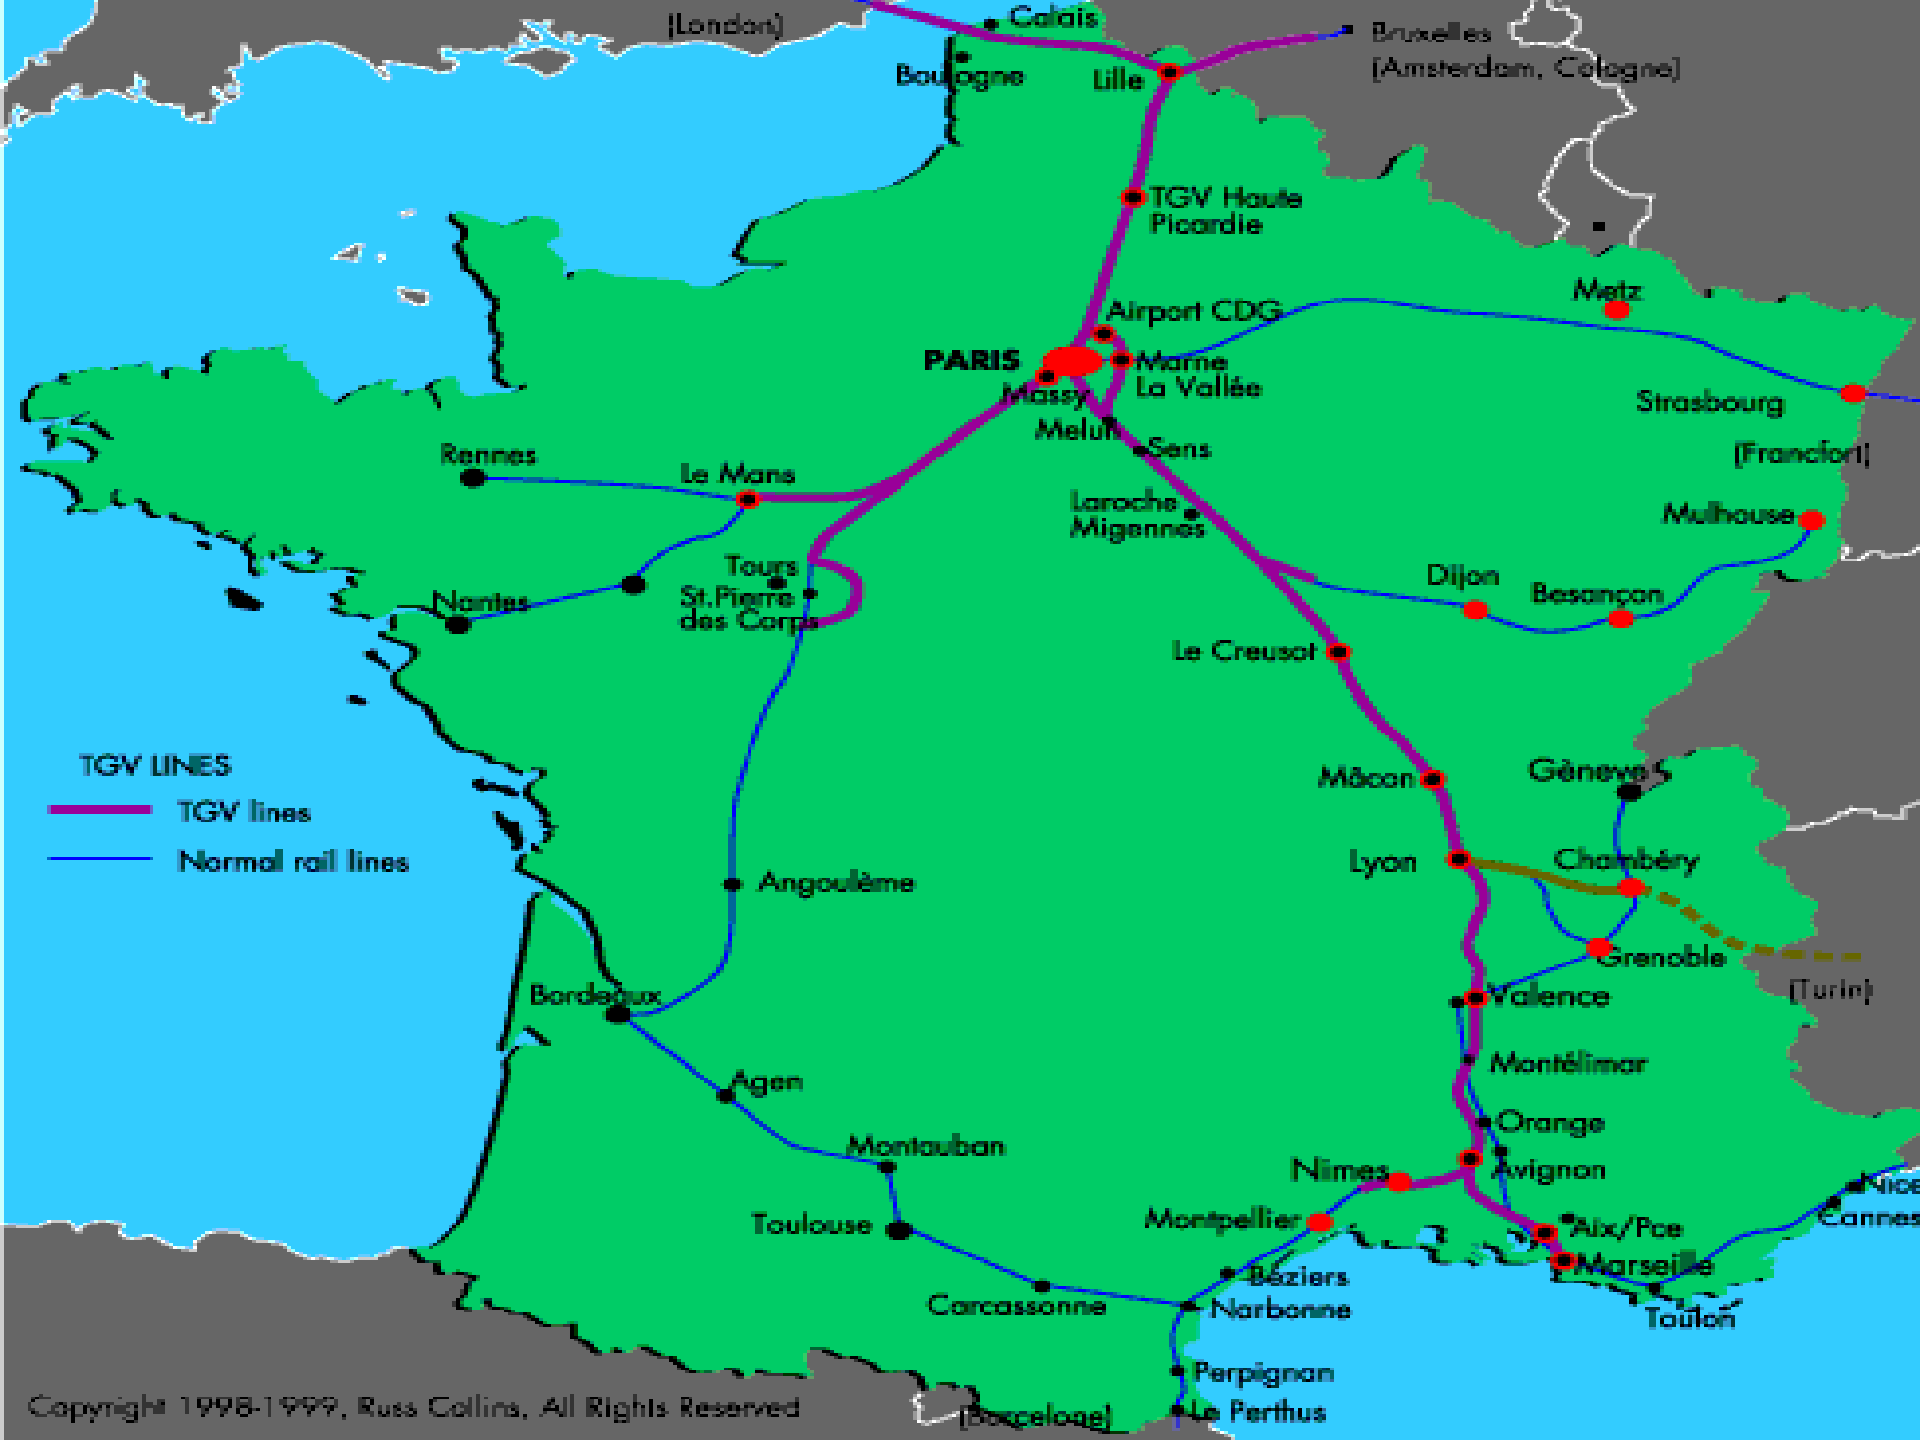 (London)
Calais
Bruxelles
(Amsterdam, Cologne)
Boulogne
Lille
TGV Haute
Picardie
Metz
Airport CDG
PARIS
Marne
La Vallée
Massy
Strasbourg
Melun
Sens
(Francfort)
Rennes
Le Mans
Laroche
Migennes
Mulhouse
Tours
Dijon
Besançon
St.Pierre
des Corps
Nantes
Le Creusot
TGV LINES
TGV lines
Normal rail lines
Mâcon
Gèneve
Lyon
Chambéry
Angoulème
Grenoble
Bordeaux
Valence
(Turin)
Montélimar
Agen
Orange
Montauban
Nimes
Avignon
Nice
Cannes
Toulouse
Montpellier
Aix/Pce
Marseille
Béziers
Carcassonne
Narbonne
Toulon
Perpignan
Le Perthus
(Barcelone)
Copyright 1998-1999, Russ Collins, All Rights Reserved